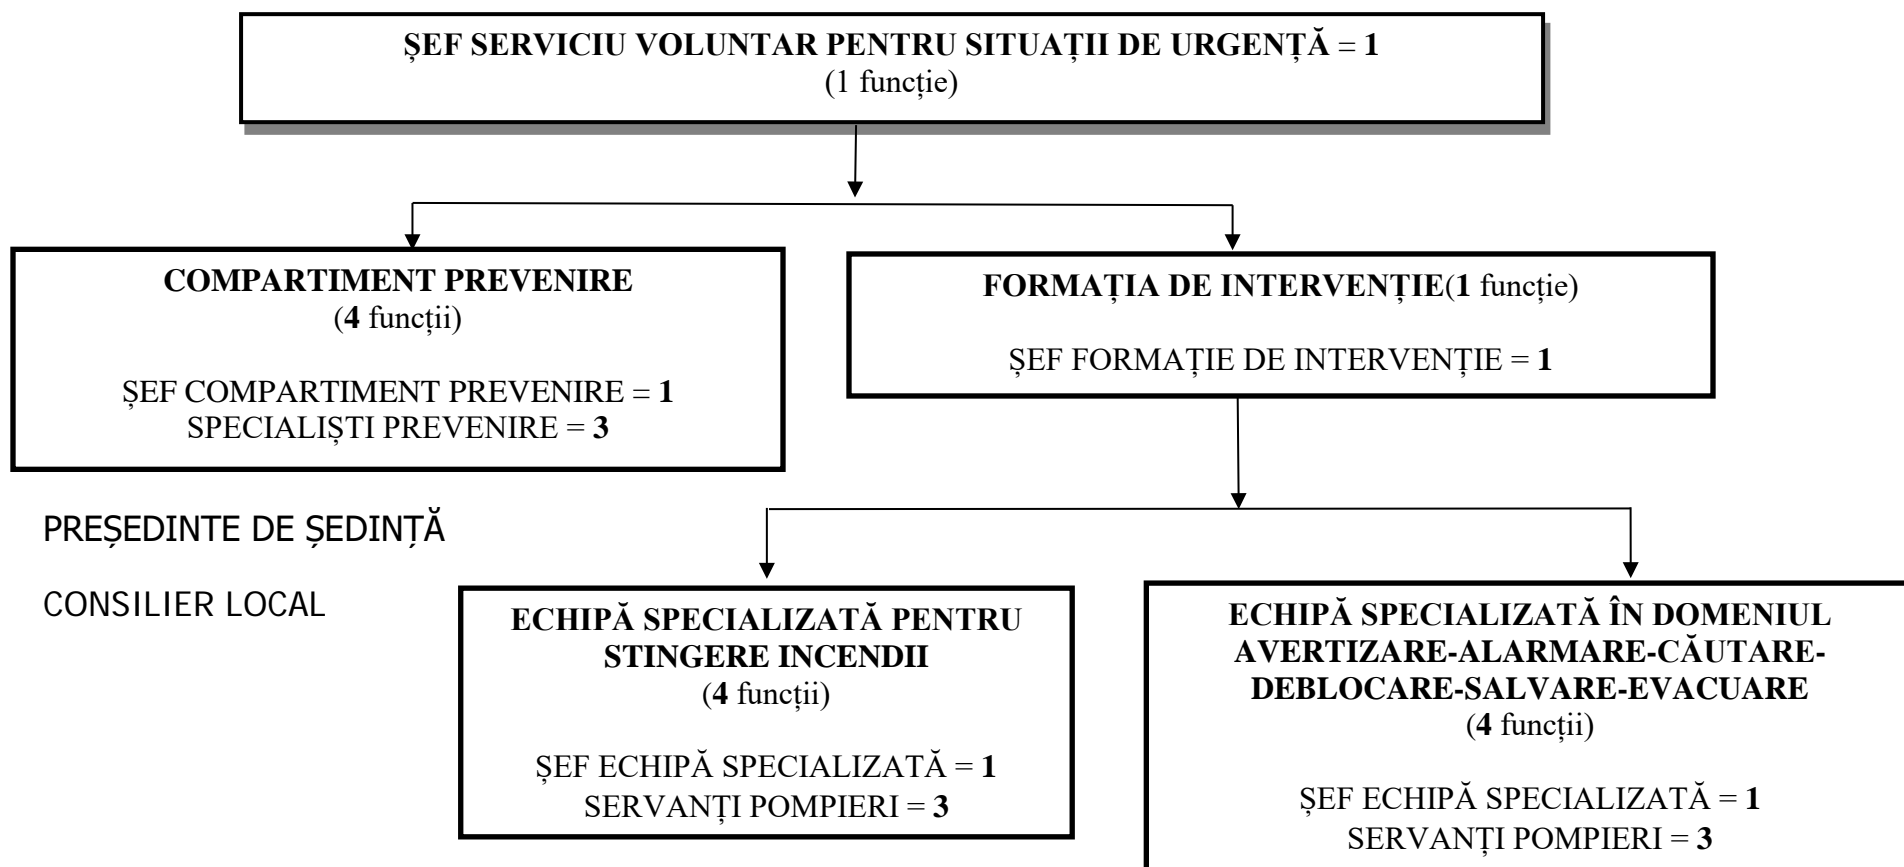 ȘEF SERVICIU VOLUNTAR PENTRU SITUAȚII DE URGENȚĂ = 1
(1 funcție)
COMPARTIMENT PREVENIRE
(4 funcții)
ȘEF COMPARTIMENT PREVENIRE = 1
SPECIALIȘTI PREVENIRE = 3
FORMAȚIA DE INTERVENȚIE(1 funcție)
ȘEF FORMAȚIE DE INTERVENȚIE = 1
PREȘEDINTE DE ȘEDINȚĂ
CONSILIER LOCAL
ECHIPĂ SPECIALIZATĂ PENTRU
STINGERE INCENDII
(4 funcții)
ȘEF ECHIPĂ SPECIALIZATĂ = 1
SERVANȚI POMPIERI = 3
ECHIPĂ SPECIALIZATĂ ÎN DOMENIUL
AVERTIZARE-ALARMARE-CĂUTARE-
DEBLOCARE-SALVARE-EVACUARE
(4 funcții)
ȘEF ECHIPĂ SPECIALIZATĂ = 1
SERVANȚI POMPIERI = 3